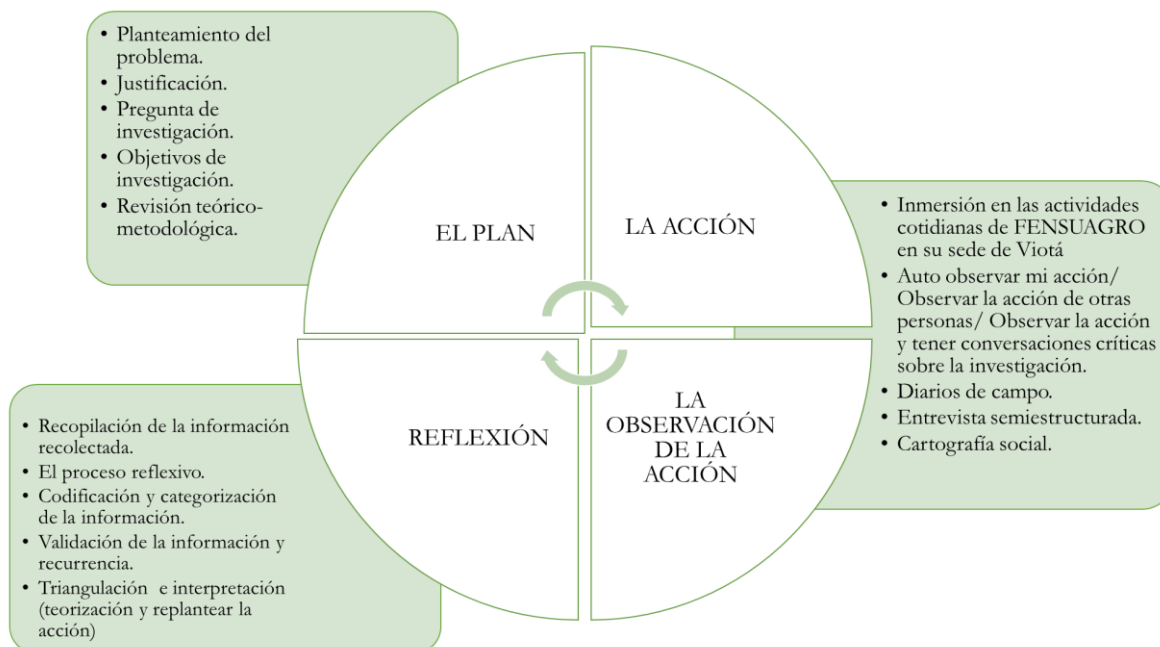 • Planteamiento del
problema.
• Justificación.
• Pregunta de
investigación.
• Objetivos de
investigación.
• Revisión teórico-
metodológica.
EL PLAN
LA ACCIÓN
• Inmersión en las actividades
cotidianas de FENSUAGRO
en su sede de Viotá
• Auto observar mi acción/
Observar la acción de otras
personas/ Observar la acción
y tener conversaciones críticas
sobre la investigación.
• Diarios de campo.
• Entrevista semiestructurada.
• Cartografía social.
REFLEXIÓN
LA
OBSERVACIÓN
DE LA
ACCIÓN
• Recopilación de la información
recolectada.
• El proceso reflexivo.
• Codificación y categorización
de la información.
• Validación de la información y
recurrencia.
• Triangulación e interpretación
(teorización y replantear la
acción)